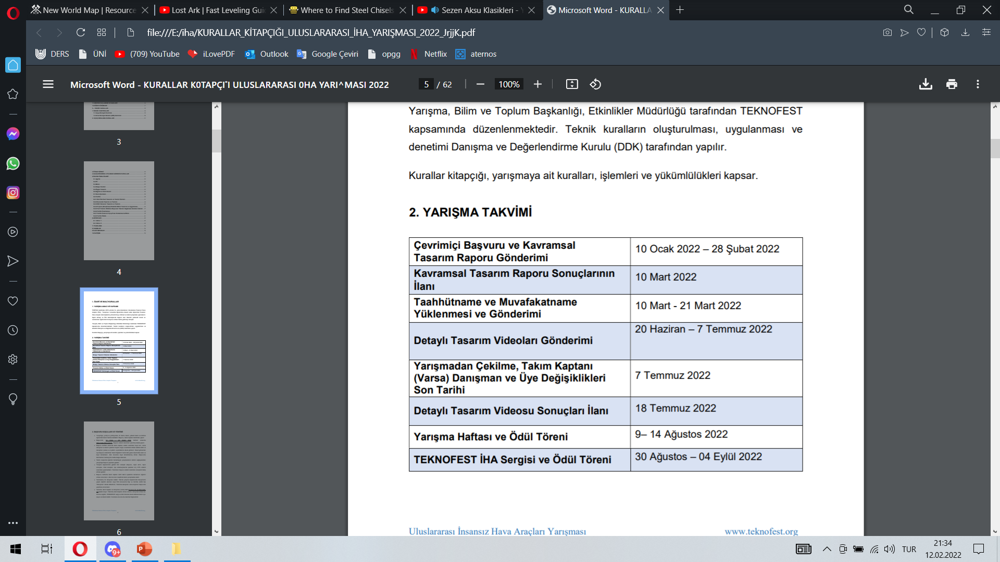 New World Map | Resource
Lost Ark | Fast Leveling Gui
Where to Find Steel Chisels
Sezen Aksu Klasikleri - Y
Microsoft Word - KURALLA
file:///E:/iha/KURALLAR_KİTAPÇIĞI_ULUSLARARASI_İHA_YARIŞMASI_2022_JrjjK.pdf
DERS
ÜNİ
(709) YouTube
iLovePDF
Outlook
Google Çeviri
opgg
Netflix
aternos
Microsoft Word - KURALLAR K0TAPÇI˚I ULUSLARARASI 0HA YARI^MASI 2022
5 / 62
100%
3
4
5
6
Yarışma, Bilim ve Toplum Başkanlığı, Etkinlikler Müdürlüğü tarafından TEKNOFEST
kapsamında düzenlenmektedir. Teknik kuralların oluşturulması, uygulanması ve
denetimi Danışma ve Değerlendirme Kurulu (DDK) tarafından yapılır.
Kurallar kitapçığı, yarışmaya ait kuralları, işlemleri ve yükümlülükleri kapsar.
2. YARIŞMA TAKVİMİ
Çevrimiçi Başvuru ve Kavramsal
Tasarım Raporu Gönderimi
10 Ocak 2022 – 28 Şubat 2022
Kavramsal Tasarım Raporu Sonuçlarının
İlanı
10 Mart 2022
Taahhütname ve Muvafakatname
Yüklenmesi ve Gönderimi
10 Mart - 21 Mart 2022
Detaylı Tasarım Videoları Gönderimi
20 Haziran – 7 Temmuz 2022
Yarışmadan Çekilme, Takım Kaptanı
(Varsa) Danışman ve Üye Değişiklikleri
Son Tarihi
7 Temmuz 2022
Detaylı Tasarım Videosu Sonuçları İlanı
18 Temmuz 2022
Yarışma Haftası ve Ödül Töreni
9– 14 Ağustos 2022
TEKNOFEST İHA Sergisi ve Ödül Töreni
30 Ağustos – 04 Eylül 2022
Uluslararası İnsansız Hava Araçları Yarışması
www.teknofest.org
9+
P
TUR
21:34
12.02.2022